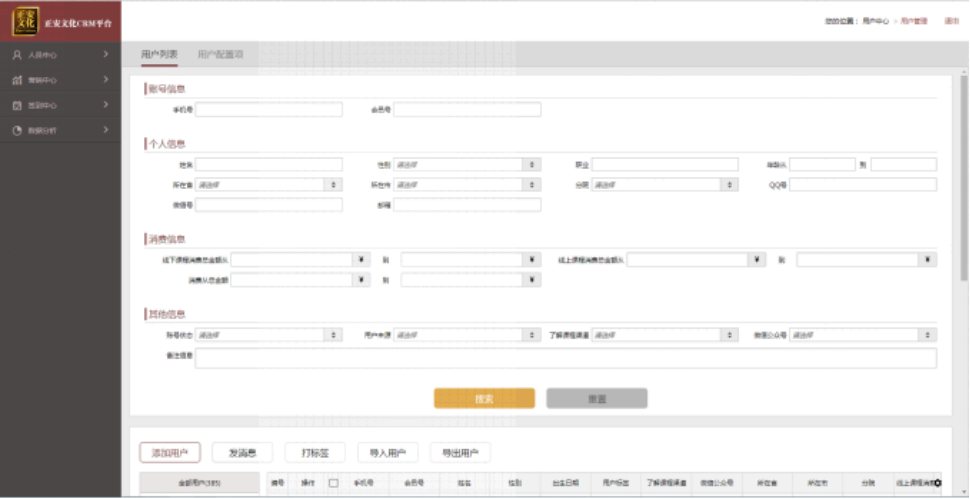 正安文化 正安文化CRM平台
您的位置： 用户中心 > 用户管理 退出
人员中心
营销中心
签到中心
数据分析
用户列表 用户配置项
账号信息
手机号 会员号
个人信息
姓名 性别 请选择 职业 年龄从 到
所在省 请选择 所在市 请选择 分院 请选择 QQ号
微信号 邮箱
消费信息
线下课程消费总金额从 ¥ 到 ¥ 线上课程消费总金额从 ¥ 到 ¥
消费从总金额 ¥ 到 ¥
其他信息
账号状态 请选择 用户来源 请选择 了解课程渠道 请选择 微信公众号 请选择
备注信息
搜索 重置
添加用户 发消息 打标签 导入用户 导出用户
全部用户(385) 编号 操作 手机号 会员号 姓名 性别 出生日期 用户标签 了解课程渠道 微信公众号 所在省 所在市 分院 线上课程消费